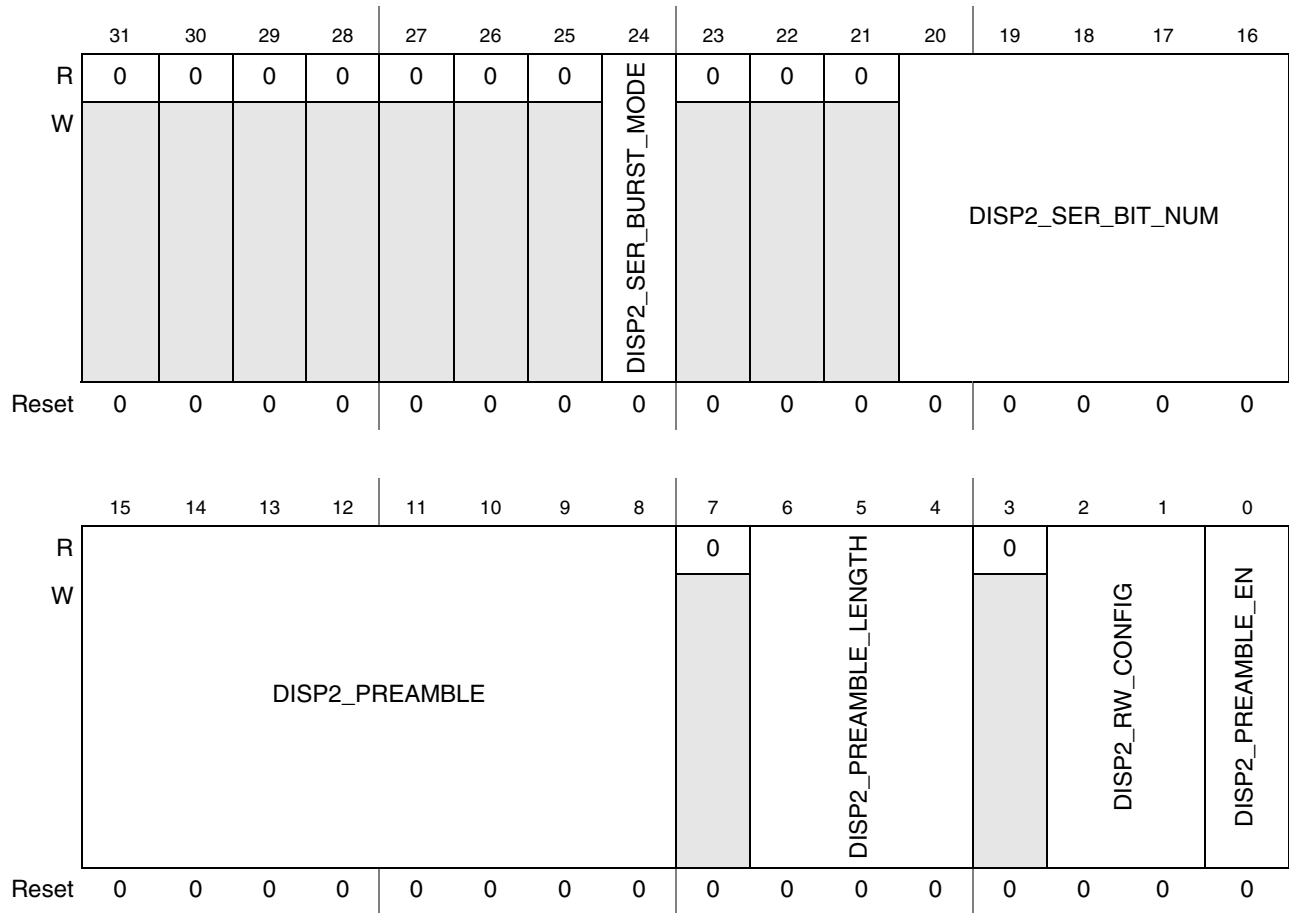 31 30 29 28 27 26 25 24 23 22 21 20 19 18 17 16
R 0 0 0 0 0 0 0 DISP2_SER_BURST_MODE 0 0 0 DISP2_SER_BIT_NUM
W
Reset 0 0 0 0 0 0 0 0 0 0 0 0 0 0 0 0
15 14 13 12 11 10 9 8 7 6 5 4 3 2 1 0
R DISP2_PREAMBLE 0 DISP2_PREAMBLE_LENGTH 0 DISP2_RW_CONFIG DISP2_PREAMBLE_EN
W
Reset 0 0 0 0 0 0 0 0 0 0 0 0 0 0 0 0